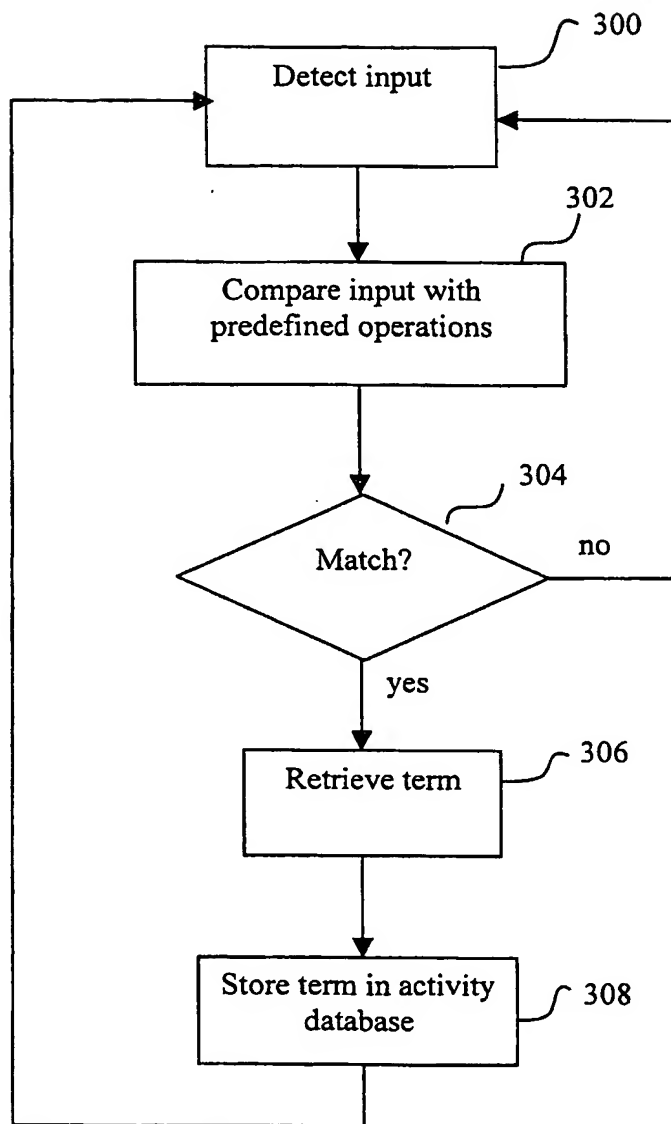 300
Detect input
302
Compare input with
predefined operations
304
Match?
no
yes
306
Retrieve term
Store term in activity
database
308